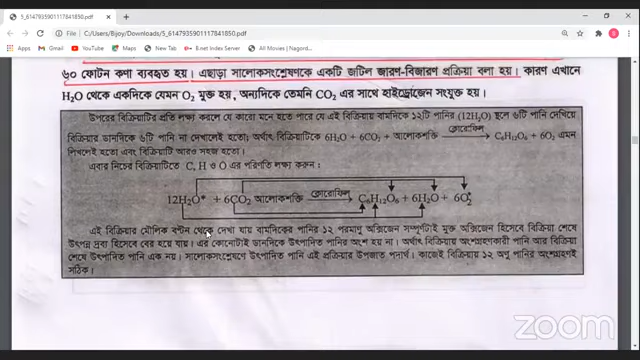 5_6147935901117841850.pdf
C:/Users/Bijoy/Downloads/5_6147935901117841850.pdf
Gmail YouTube Maps New Tab B.net Index Server All Movies | Nagord...
৬০ ফোটন কণা ব্যবহৃত হয়। এছাড়া সালোকসংশ্লেষণকে একটি জটিল জারণ-বিজারণ প্রক্রিয়া বলা হয়। কারণ এখানে
H₂O থেকে একদিকে যেমন O₂ মুক্ত হয়, অন্যদিকে তেমনি CO₂ এর সাথে হাইড্রোজেন সংযুক্ত হয়।
উপরের বিক্রিয়াটির প্রতি লক্ষ্য করলে যে কারো মনে হতে পারে যে এই বিক্রিয়ায় বামদিকে ১২টি পানির (12H₂O) স্থলে ৬টি পানি দেখিয়ে
বিক্রিয়ার ডানদিকে ৬টি পানি না দেখালেই হতো; অর্থাৎ বিক্রিয়াটিকে 6H₂O + 6CO₂ + আলোকশক্তি ক্লোরোফিল→ C₆H₁₂O₆ + 6O₂ এমন
লিখলেই হতো এবং বিক্রিয়াটি আরও সহজ হতো।
এবার নিচের বিক্রিয়াটিতে C, H ও O এর পরিণতি লক্ষ্য করুন:
12H₂O* + 6CO₂ আলোকশক্তি ক্লোরোফিল→ C₆H₁₂O₆ + 6H₂O + 6O₂*
এই বিক্রিয়ার মৌলিক বণ্টন থেকে দেখা যায় বামদিকের পানির ১২ পরমাণু অক্সিজেন সম্পূর্ণটাই মুক্ত অক্সিজেন হিসেবে বিক্রিয়া শেষে
উৎপন্ন দ্রব্য হিসেবে বের হয়ে যায়। এর কোনোটাই ডানদিকে উৎপাদিত পানির অংশ হয় না। অর্থাৎ বিক্রিয়ায় অংশগ্রহণকারী পানি আর বিক্রিয়া
শেষে উৎপাদিত পানি এক নয়। সালোকসংশ্লেষণে উৎপাদিত পানি এই প্রক্রিয়ার উপজাত পদার্থ। কাজেই বিক্রিয়ায় ১২ অণু পানির অংশগ্রহণই
সঠিক।
zoom